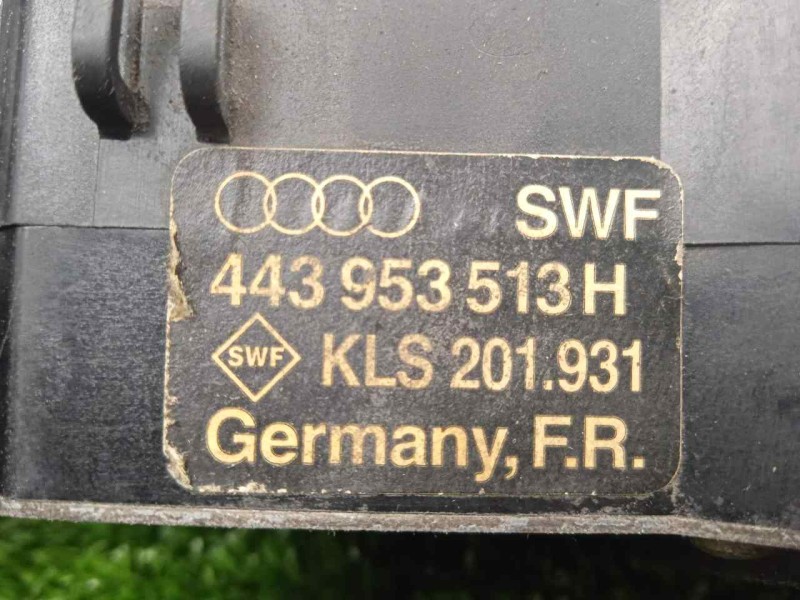 SWF
443 953 513 H
SWF KLS 201.931
Germany, F.R.